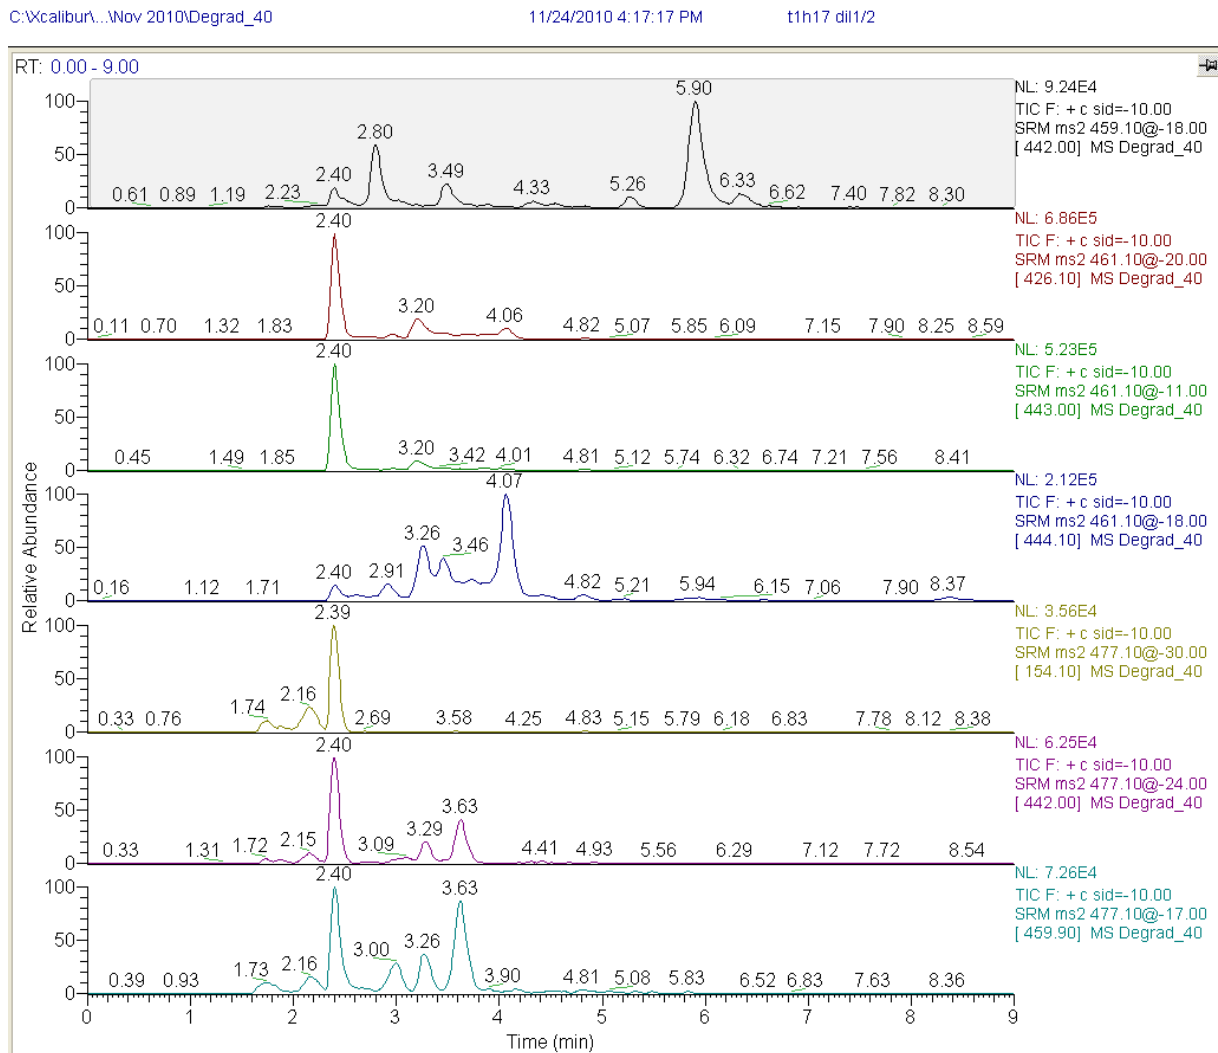 C:\Xcalibur\...\Nov 2010\Degrad_40 11/24/2010 4:17:17 PM t1h17 dil1/2
RT: 0.00 - 9.00
NL: 9.24E4
TIC F: + c sid=-10.00
SRM ms2 459.10@-18.00
[ 442.00] MS Degrad_40
100
50
0
0.61 0.89 1.19 2.23 2.40 2.80 3.49 4.33 5.26 5.90 6.33 6.62 7.40 7.82 8.30
NL: 6.86E5
TIC F: + c sid=-10.00
SRM ms2 461.10@-20.00
[ 426.10] MS Degrad_40
100
50
0
0.11 0.70 1.32 1.83 2.40 3.20 4.06 4.82 5.07 5.85 6.09 7.15 7.90 8.25 8.59
NL: 5.23E5
TIC F: + c sid=-10.00
SRM ms2 461.10@-11.00
[ 443.00] MS Degrad_40
100
50
0
0.45 1.49 1.85 2.40 3.20 3.42 4.01 4.81 5.12 5.74 6.32 6.74 7.21 7.56 8.41
Relative Abundance
NL: 2.12E5
TIC F: + c sid=-10.00
SRM ms2 461.10@-18.00
[ 444.10] MS Degrad_40
100
50
0
0.16 1.12 1.71 2.40 2.91 3.26 3.46 4.07 4.82 5.21 5.94 6.15 7.06 7.90 8.37
NL: 3.56E4
TIC F: + c sid=-10.00
SRM ms2 477.10@-30.00
[ 154.10] MS Degrad_40
100
50
0
0.33 0.76 1.74 2.16 2.39 2.69 3.58 4.25 4.83 5.15 5.79 6.18 6.83 7.78 8.12 8.38
NL: 6.25E4
TIC F: + c sid=-10.00
SRM ms2 477.10@-24.00
[ 442.00] MS Degrad_40
100
50
0
0.33 1.31 1.72 2.15 2.40 3.09 3.29 3.63 4.41 4.93 5.56 6.29 7.12 7.72 8.54
NL: 7.26E4
TIC F: + c sid=-10.00
SRM ms2 477.10@-17.00
[ 459.90] MS Degrad_40
100
50
0
0.39 0.93 1.73 2.16 2.40 3.00 3.26 3.63 3.90 4.81 5.08 5.83 6.52 6.83 7.63 8.36
0 1 2 3 4 5 6 7 8 9
Time (min)